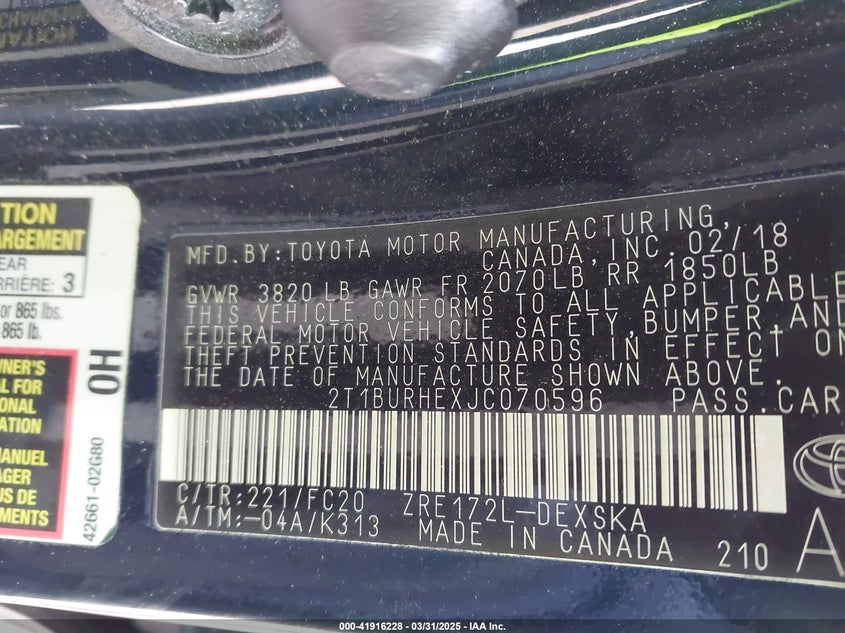 TION
ARGEMENT
EAR
RRIÈRE: 3
or 865 lbs.
865 lb.
OWNER'S
AL FOR
IONAL
ATION
MANUEL
AGER
US DE
MENTS
OH
42661-02G80
MFD.BY:TOYOTA MOTOR MANUFACTURING,
CANADA,INC. 02/18
GVWR 3820 LB GAWR FR 2070LB RR 1850LB
THIS VEHICLE CONFORMS TO ALL APPLICABLE
FEDERAL MOTOR VEHICLE SAFETY,BUMPER,AND
THEFT PREVENTION STANDARDS IN EFFECT ON
THE DATE OF MANUFACTURE SHOWN ABOVE.
2T1BURHEXJC070596 PASS.CAR
C/TR:221/FC20 ZRE172L-DEXSKA
A/TM:-04A/K313 MADE IN CANADA 210 A
000-41916228 - 03/31/2025 - IAA Inc.